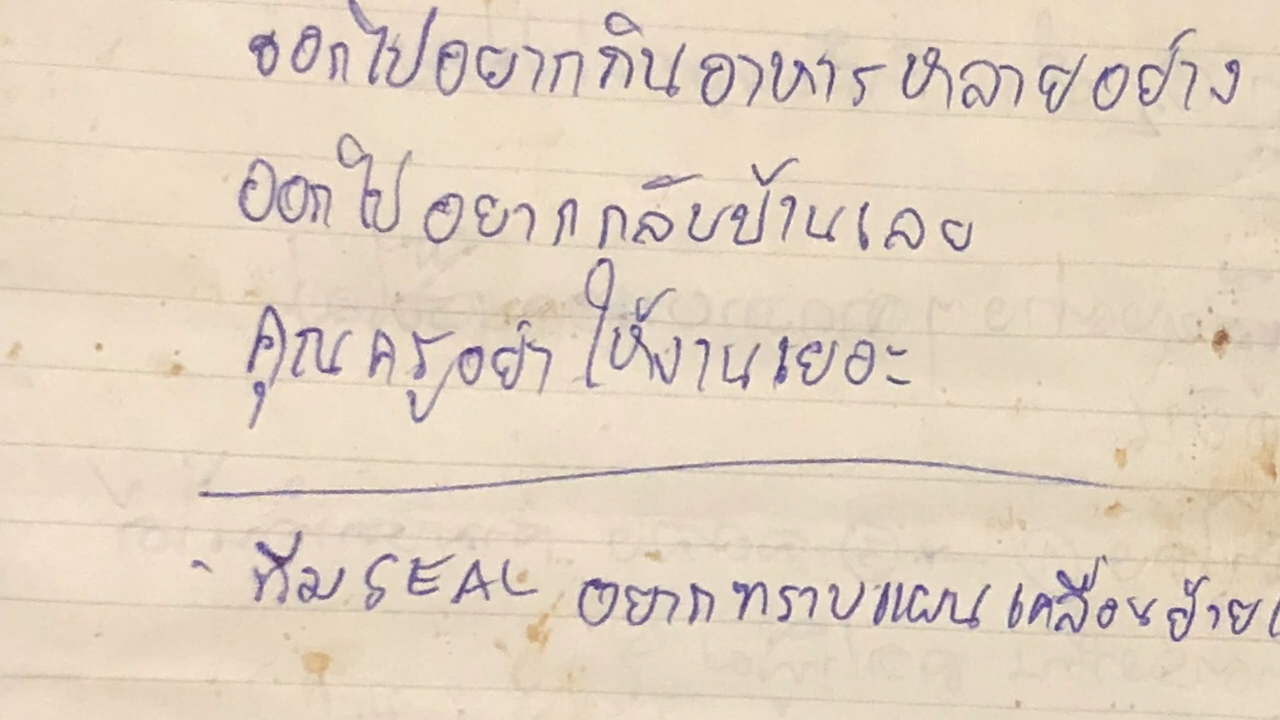 ออกไปอยากกินอาหารหลายอย่าง
ออกไปอยากกลับบ้านเลย
คุณครูอย่าให้งานเยอะ
ทีม SEAL อยากทราบแผนเคลื่อนย้าย